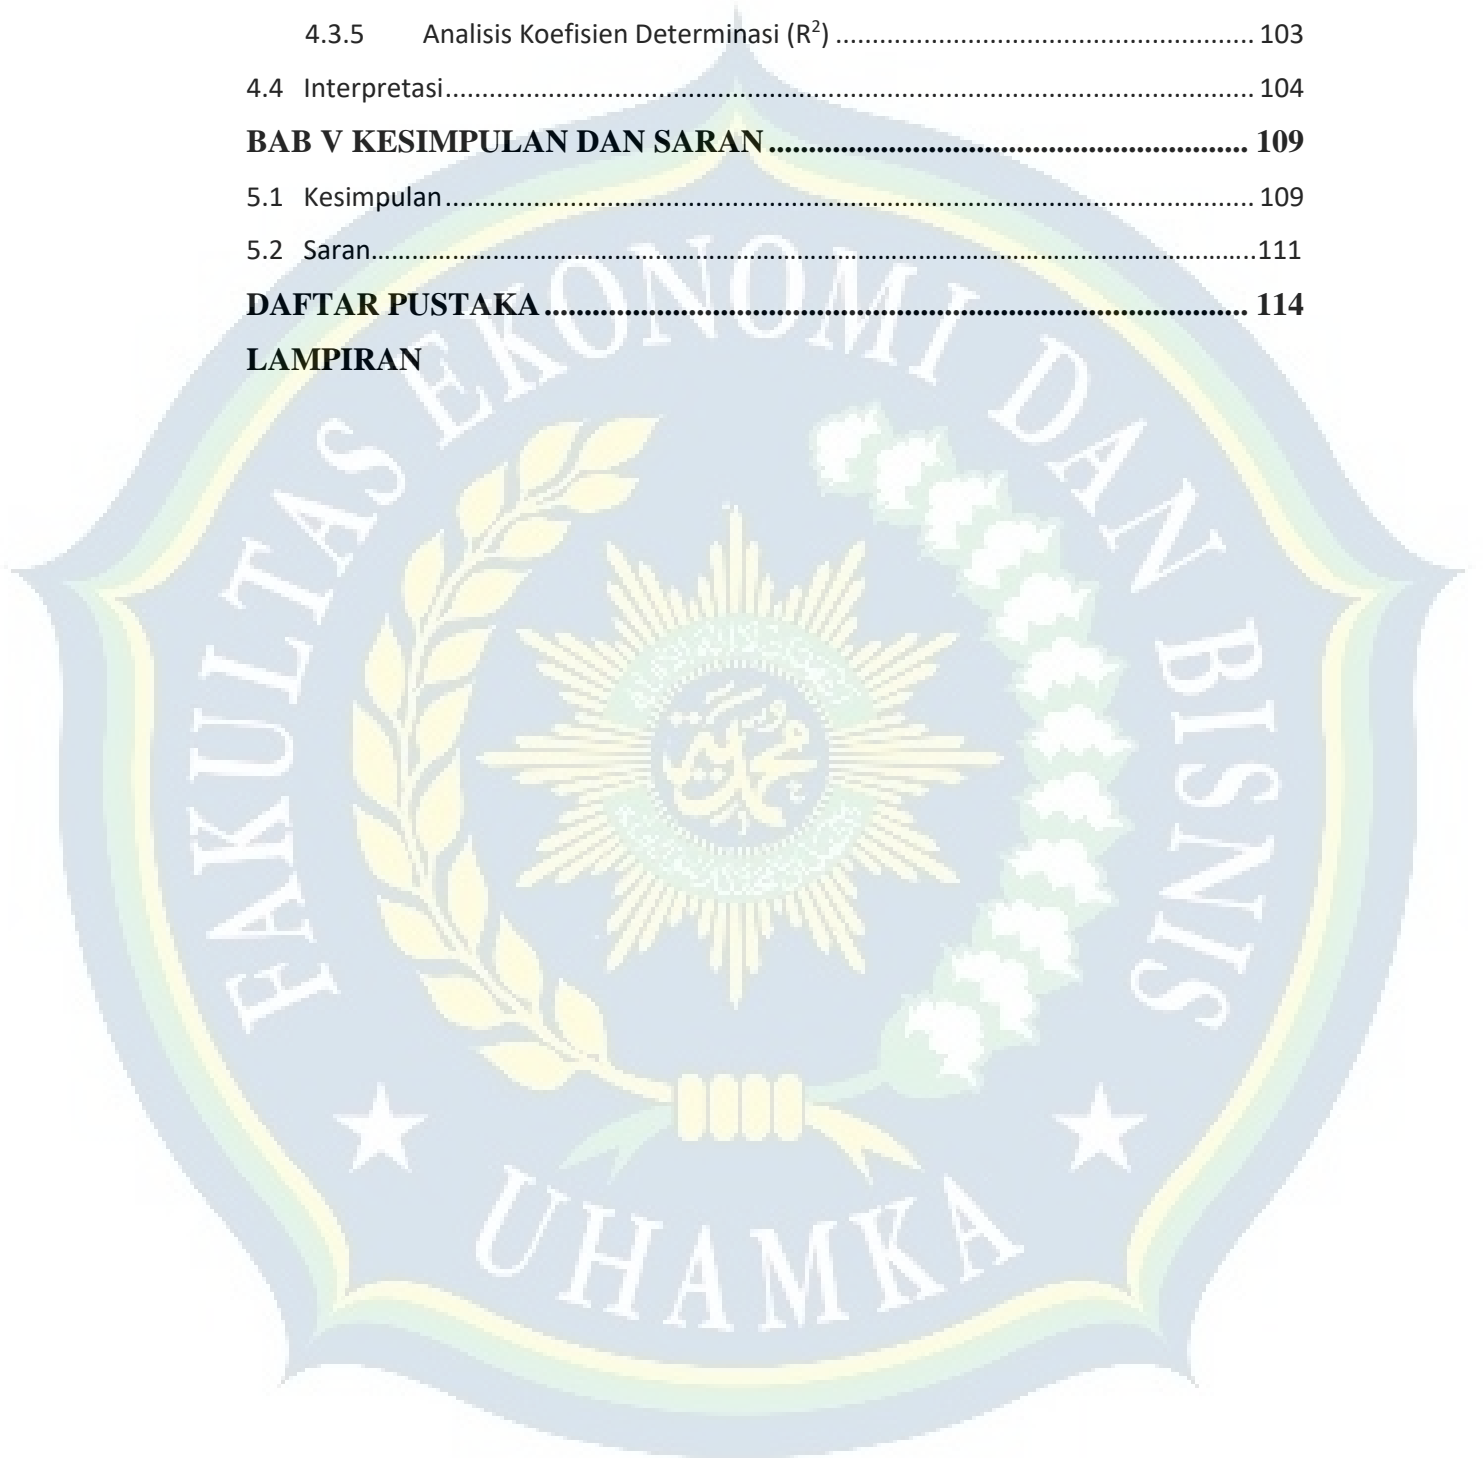 4.3.5 Analisis Koefisien Determinasi (R²) ........................................................ 103
4.4 Interpretasi ............................................................................................................. 104
BAB V KESIMPULAN DAN SARAN ............................................................ 109
5.1 Kesimpulan ............................................................................................................. 109
5.2 Saran ............................................................................................................. 111
DAFTAR PUSTAKA ........................................................................................ 114
LAMPIRAN
FAKULTAS EKONOMI DAN BISNIS
محمد
UHAMKA